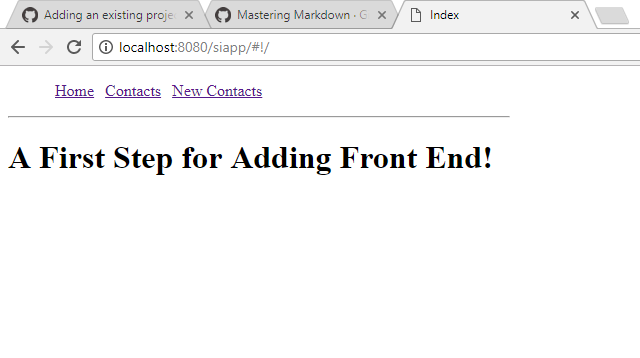 Adding an existing proje
Mastering Markdown · G
Index
localhost:8080/siapp/#!/
Home Contacts New Contacts
A First Step for Adding Front End!